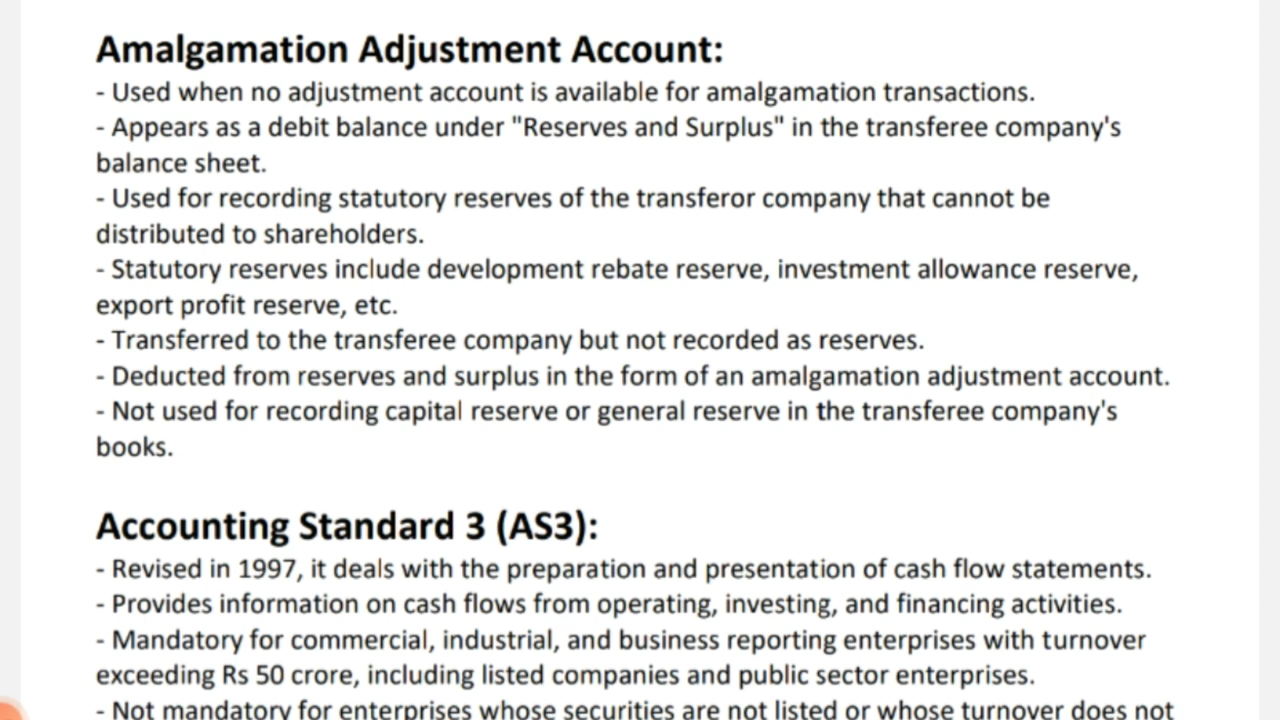 Amalgamation Adjustment Account:
- Used when no adjustment account is available for amalgamation transactions.
- Appears as a debit balance under "Reserves and Surplus" in the transferee company's
balance sheet.
- Used for recording statutory reserves of the transferor company that cannot be
distributed to shareholders.
- Statutory reserves include development rebate reserve, investment allowance reserve,
export profit reserve, etc.
- Transferred to the transferee company but not recorded as reserves.
- Deducted from reserves and surplus in the form of an amalgamation adjustment account.
- Not used for recording capital reserve or general reserve in the transferee company's
books.
Accounting Standard 3 (AS3):
- Revised in 1997, it deals with the preparation and presentation of cash flow statements.
- Provides information on cash flows from operating, investing, and financing activities.
- Mandatory for commercial, industrial, and business reporting enterprises with turnover
exceeding Rs 50 crore, including listed companies and public sector enterprises.
- Not mandatory for enterprises whose securities are not listed or whose turnover does not